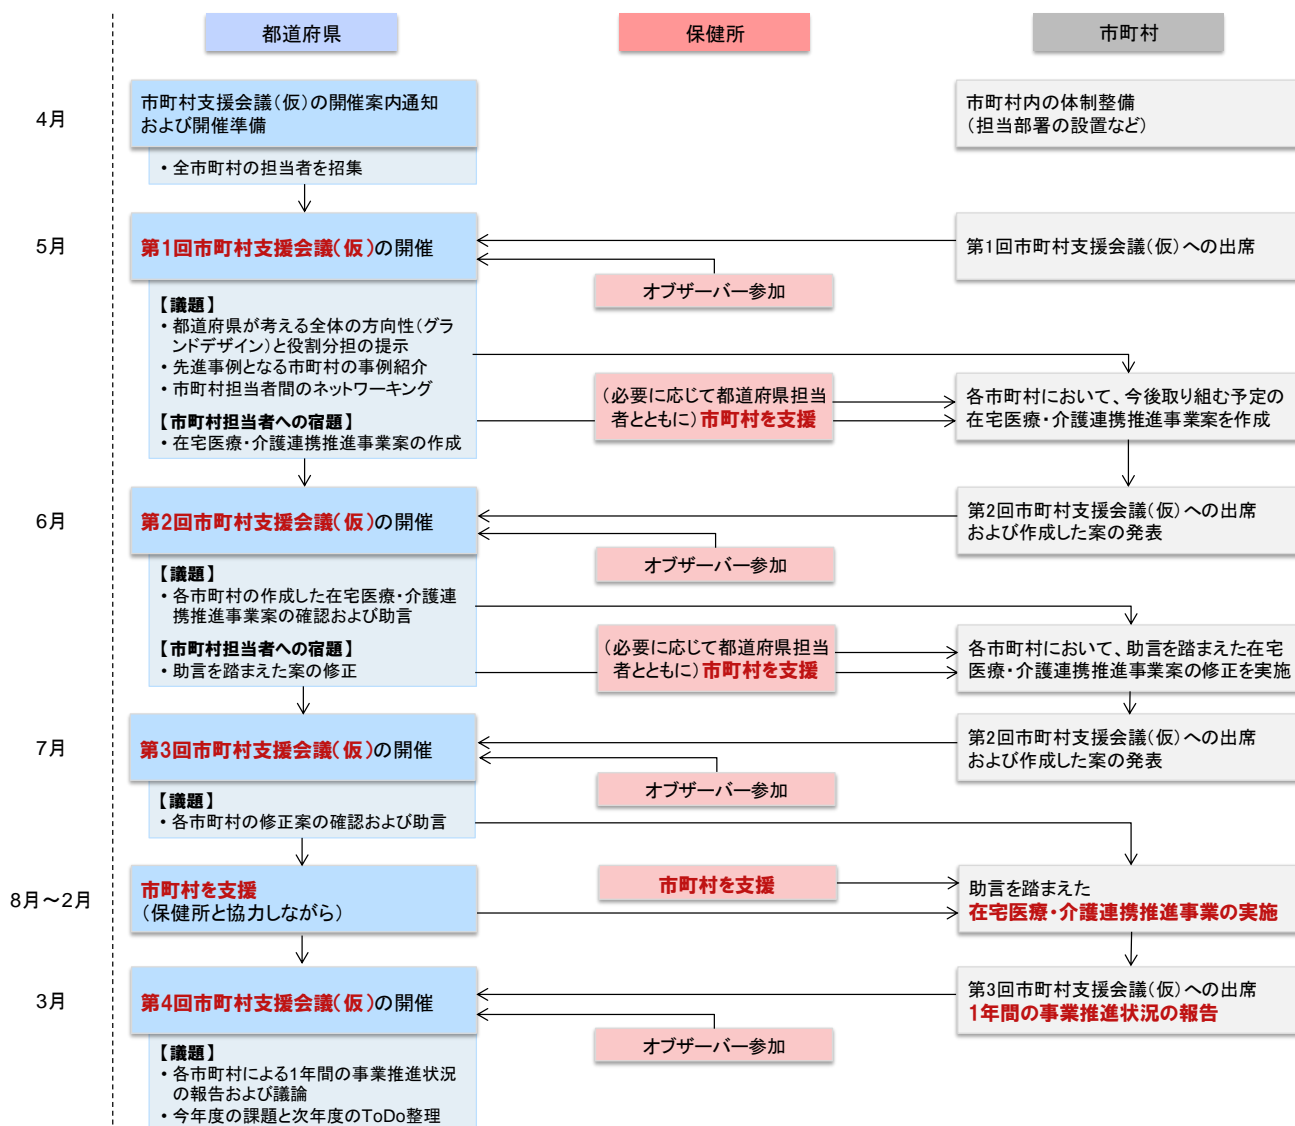 都道府県
保健所
市町村
4月
市町村支援会議(仮)の開催案内通知
および開催準備
・全市町村の担当者を招集
市町村内の体制整備
(担当部署の設置など)
5月
第1回市町村支援会議(仮)の開催
第1回市町村支援会議(仮)への出席
オブザーバー参加
【議題】
・都道府県が考える全体の方向性(グラ
ンドデザイン)と役割分担の提示
・先進事例となる市町村の事例紹介
・市町村担当者間のネットワーキング
【市町村担当者への宿題】
・在宅医療・介護連携推進事業案の作成
(必要に応じて都道府県担当
者とともに)市町村を支援
各市町村において、今後取り組む予定の
在宅医療・介護連携推進事業案を作成
6月
第2回市町村支援会議(仮)の開催
第2回市町村支援会議(仮)への出席
および作成した案の発表
オブザーバー参加
【議題】
・各市町村の作成した在宅医療・介護連
携推進事業案の確認および助言
【市町村担当者への宿題】
・助言を踏まえた案の修正
(必要に応じて都道府県担当
者とともに)市町村を支援
各市町村において、助言を踏まえた在宅
医療・介護連携推進事業案の修正を実施
7月
第3回市町村支援会議(仮)の開催
第2回市町村支援会議(仮)への出席
および作成した案の発表
オブザーバー参加
【議題】
・各市町村の修正案の確認および助言
8月～2月
市町村を支援
(保健所と協力しながら)
市町村を支援
助言を踏まえた
在宅医療・介護連携推進事業の実施
3月
第4回市町村支援会議(仮)の開催
第3回市町村支援会議(仮)への出席
1年間の事業推進状況の報告
オブザーバー参加
【議題】
・各市町村による1年間の事業推進状況
の報告および議論
・今年度の課題と次年度のToDo整理